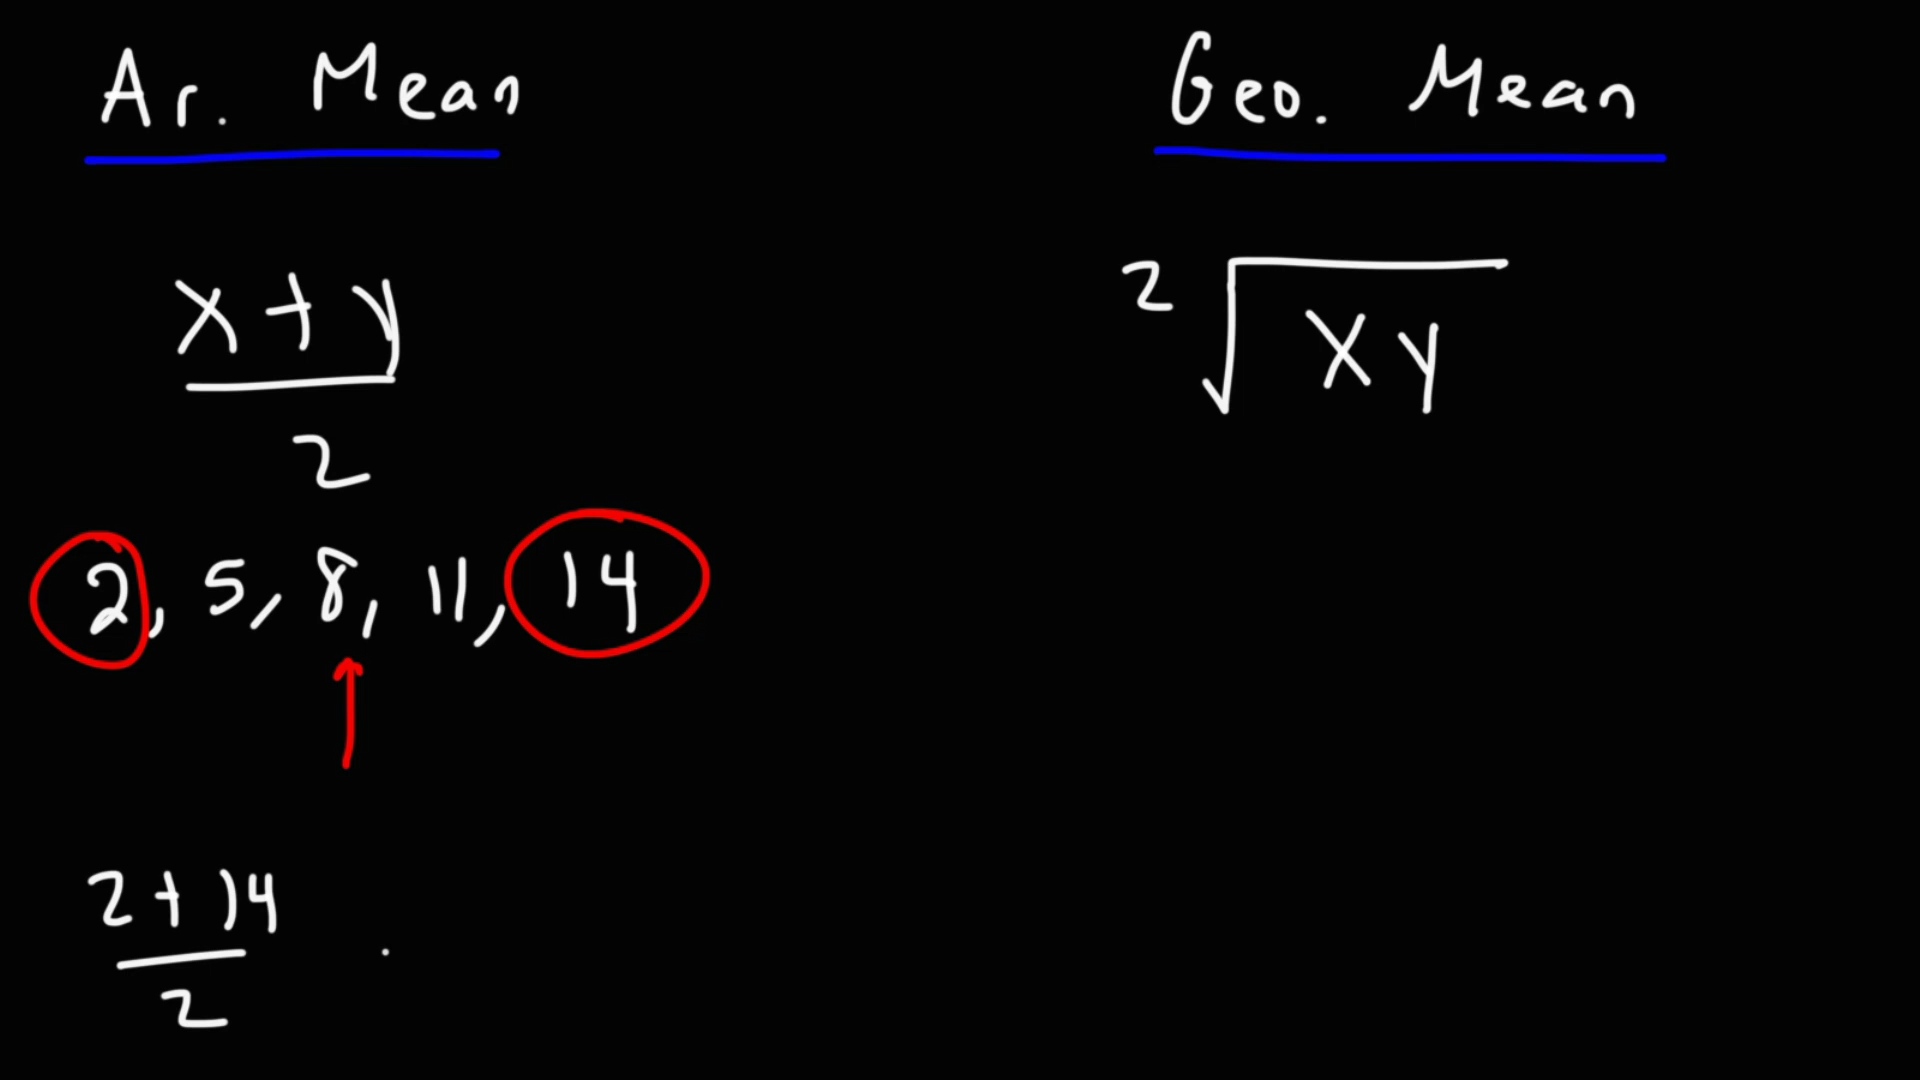 Ar. Mean
Geo. Mean
x + y
2
2√xy
2, 5, 8, 11, 14
2 + 14
2